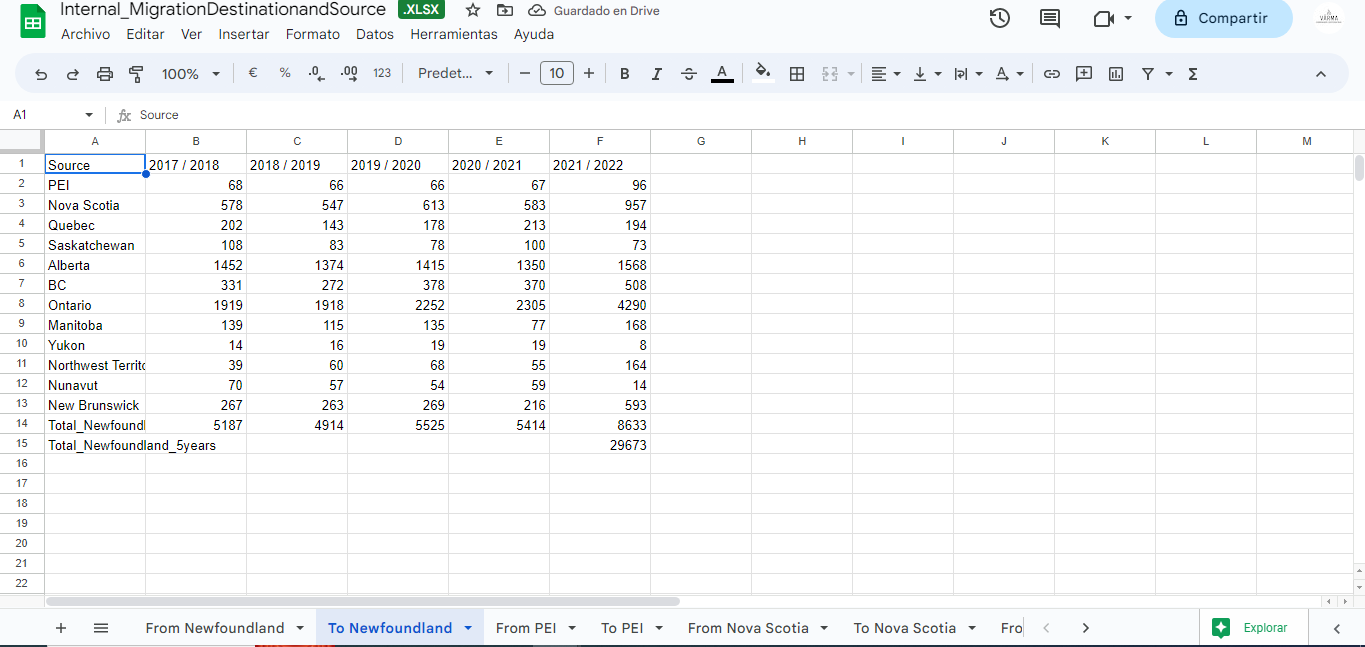 Internal_MigrationDestinationandSource .XLSX Guardado en Drive
Archivo Editar Ver Insertar Formato Datos Herramientas Ayuda
Compartir
VARMA
100% € % .0 .00 123 Predet... − 10 + B I S A A Σ
A1 fx Source
A B C D E F G H I J K L M
1 Source 2017 / 2018 2018 / 2019 2019 / 2020 2020 / 2021 2021 / 2022
2 PEI 68 66 66 67 96
3 Nova Scotia 578 547 613 583 957
4 Quebec 202 143 178 213 194
5 Saskatchewan 108 83 78 100 73
6 Alberta 1452 1374 1415 1350 1568
7 BC 331 272 378 370 508
8 Ontario 1919 1918 2252 2305 4290
9 Manitoba 139 115 135 77 168
10 Yukon 14 16 19 19 8
11 Northwest Territo 39 60 68 55 164
12 Nunavut 70 57 54 59 14
13 New Brunswick 267 263 269 216 593
14 Total_Newfoundl 5187 4914 5525 5414 8633
15 Total_Newfoundland_5years 29673
16
17
18
19
20
21
22
+ From Newfoundland To Newfoundland From PEI To PEI From Nova Scotia To Nova Scotia Fro Explorar